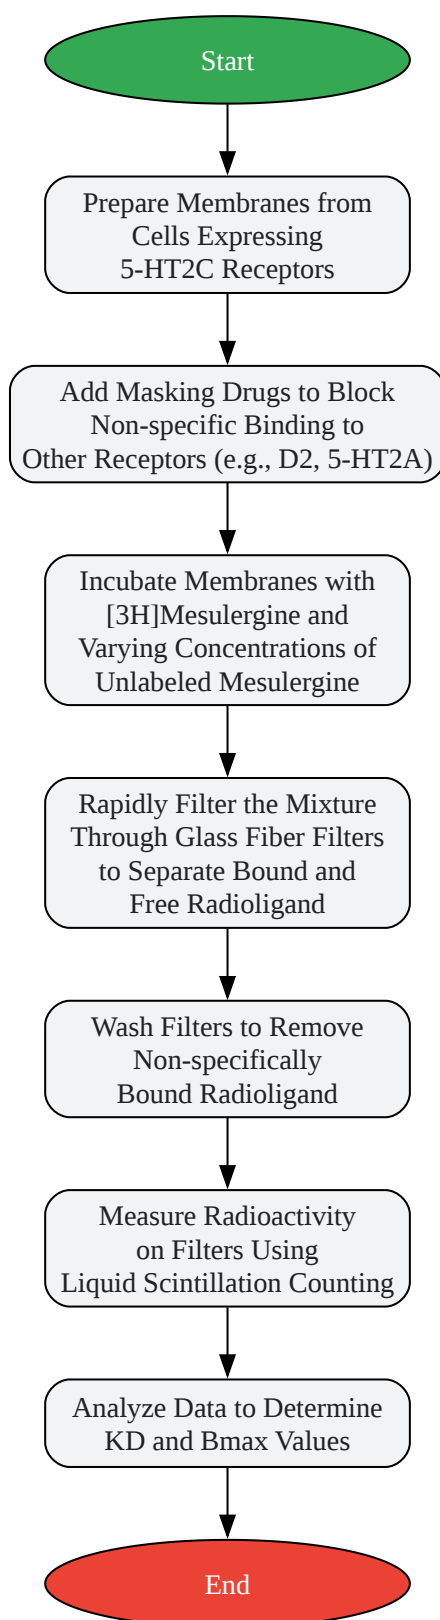 Start
Prepare Membranes from
Cells Expressing
5-HT2C Receptors
Add Masking Drugs to Block
Non-specific Binding to
Other Receptors (e.g., D2, 5-HT2A)
Incubate Membranes with
[3H]Mesulergine and
Varying Concentrations of
Unlabeled Mesulergine
Rapidly Filter the Mixture
Through Glass Fiber Filters
to Separate Bound and
Free Radioligand
Wash Filters to Remove
Non-specifically
Bound Radioligand
Measure Radioactivity
on Filters Using
Liquid Scintillation Counting
Analyze Data to Determine
KD and Bmax Values
End